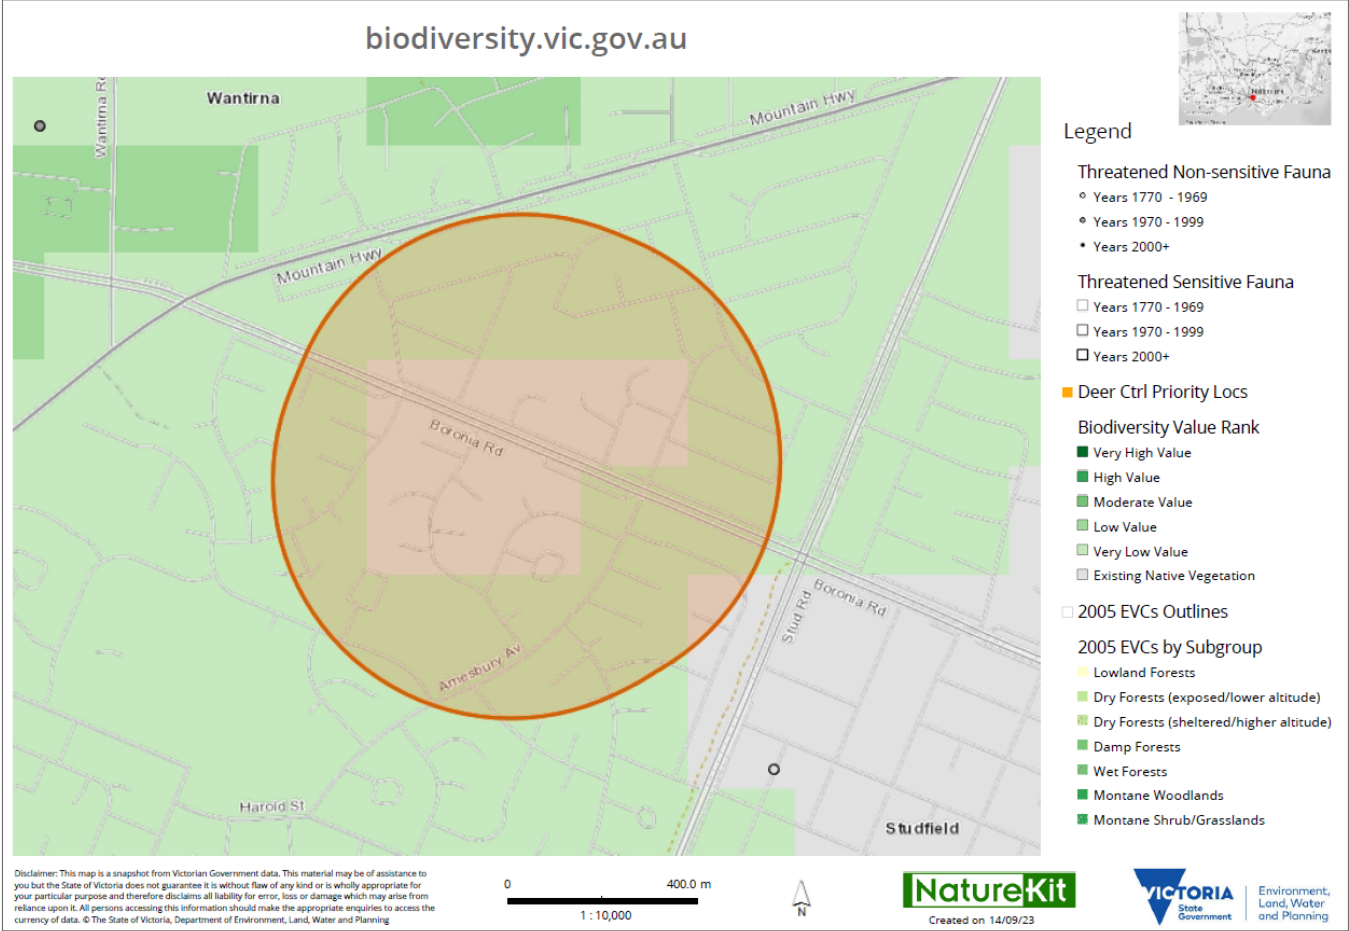 biodiversity.vic.gov.au
Wantirna
Wantirna Rd
Mountain Hwy
Mountain Hwy
Boronia Rd
Boronia Rd
Stud Rd
Amesbury Av
Harold St
Studfield
Legend
Threatened Non-sensitive Fauna
Years 1770 - 1969
Years 1970 - 1999
Years 2000+
Threatened Sensitive Fauna
Years 1770 - 1969
Years 1970 - 1999
Years 2000+
Deer Ctrl Priority Locs
Biodiversity Value Rank
Very High Value
High Value
Moderate Value
Low Value
Very Low Value
Existing Native Vegetation
2005 EVCs Outlines
2005 EVCs by Subgroup
Lowland Forests
Dry Forests (exposed/lower altitude)
Dry Forests (sheltered/higher altitude)
Damp Forests
Wet Forests
Montane Woodlands
Montane Shrub/Grasslands
Disclaimer: This map is a snapshot from Victorian Government data. This material may be of assistance to
you but the State of Victoria does not guarantee it is without flaw of any kind or is wholly appropriate for
your particular purpose and therefore disclaims all liability for error, loss or damage which may arise from
reliance upon it. All persons accessing this information should make the appropriate enquiries to access the
currency of data. © The State of Victoria, Department of Environment, Land, Water and Planning
0 400.0 m
1 : 10,000
N
NatureKit
Created on 14/09/23
VICTORIA
State
Government
Environment,
Land, Water
and Planning